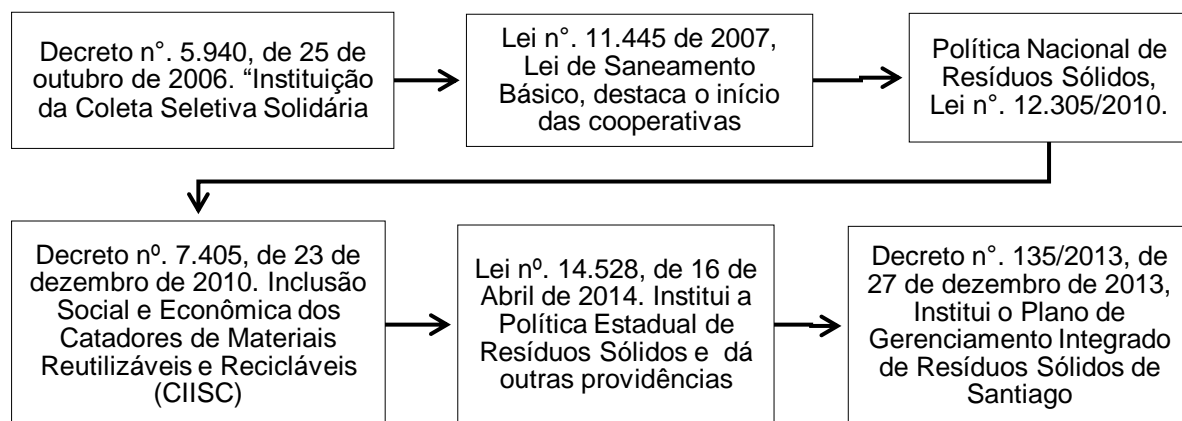 Decreto n°. 5.940, de 25 de
outubro de 2006. “Instituição
da Coleta Seletiva Solidária
Lei n°. 11.445 de 2007,
Lei de Saneamento
Básico, destaca o início
das cooperativas
Política Nacional de
Resíduos Sólidos,
Lei n°. 12.305/2010.
Decreto nº. 7.405, de 23 de
dezembro de 2010. Inclusão
Social e Econômica dos
Catadores de Materiais
Reutilizáveis e Recicláveis
(CIISC)
Lei nº. 14.528, de 16 de
Abril de 2014. Institui a
Política Estadual de
Resíduos Sólidos e dá
outras providências
Decreto n°. 135/2013, de
27 de dezembro de 2013,
Institui o Plano de
Gerenciamento Integrado
de Resíduos Sólidos de
Santiago